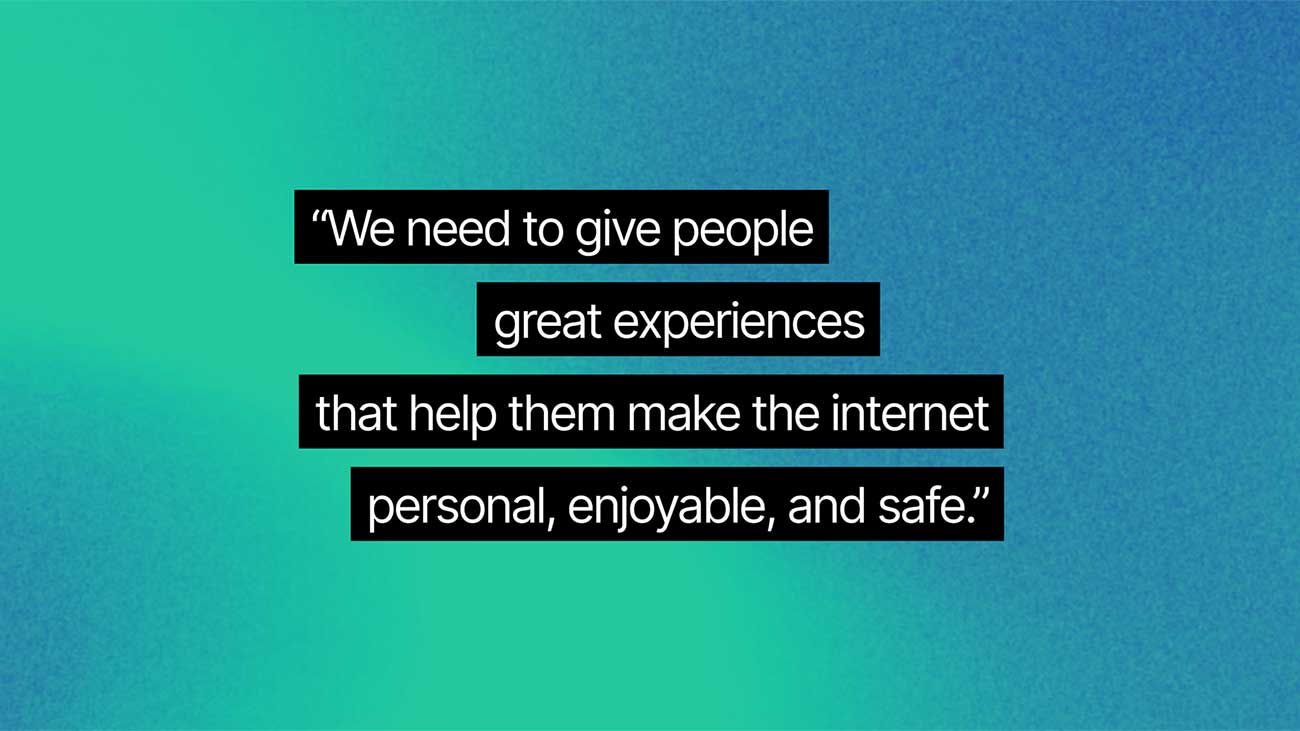 “We need to give people
great experiences
that help them make the internet
personal, enjoyable, and safe.”